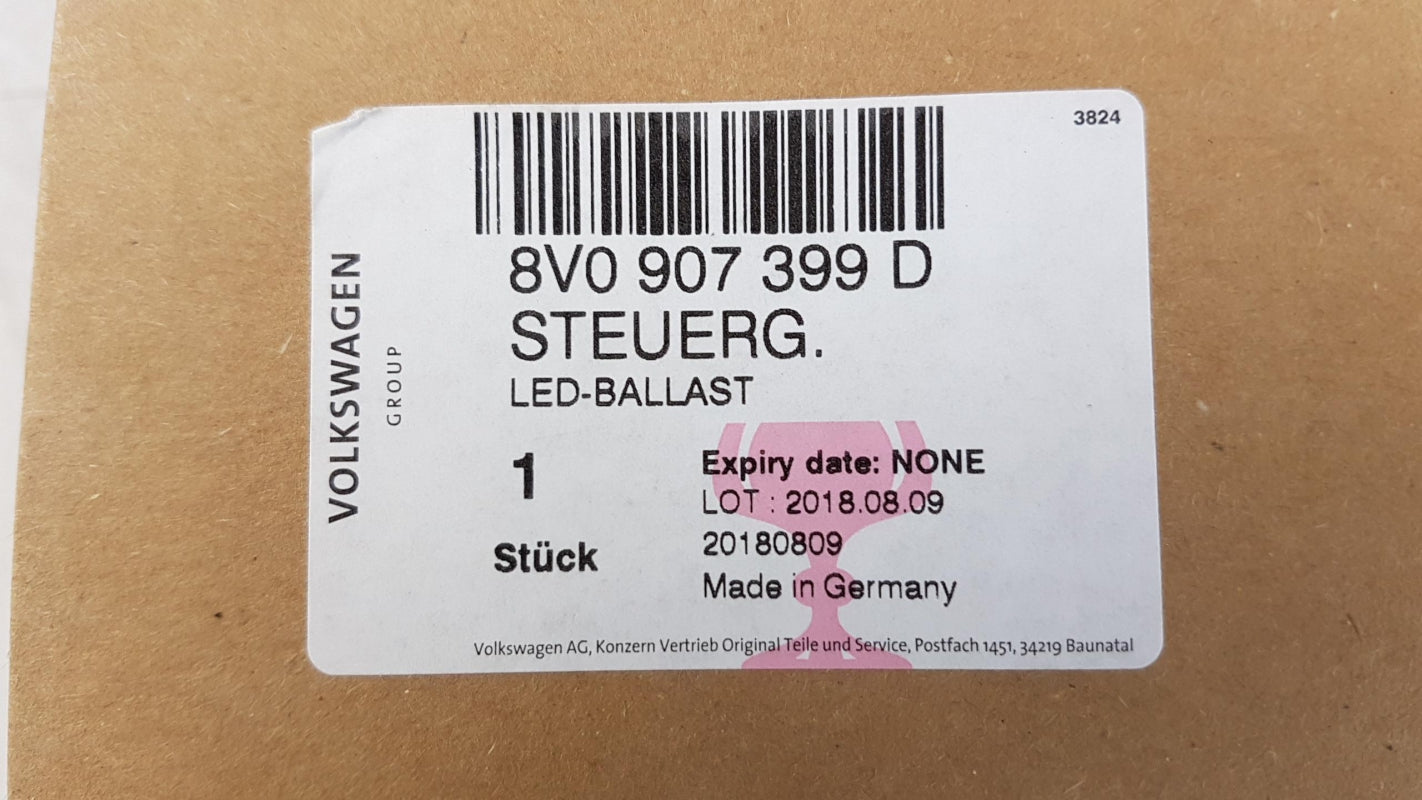 3824
8V0 907 399 D
STEUERG.
LED-BALLAST
VOLKSWAGEN
GROUP
1
Stück
Expiry date: NONE
LOT : 2018.08.09
20180809
Made in Germany
Volkswagen AG, Konzern Vertrieb Original Teile und Service, Postfach 1451, 34219 Baunatal